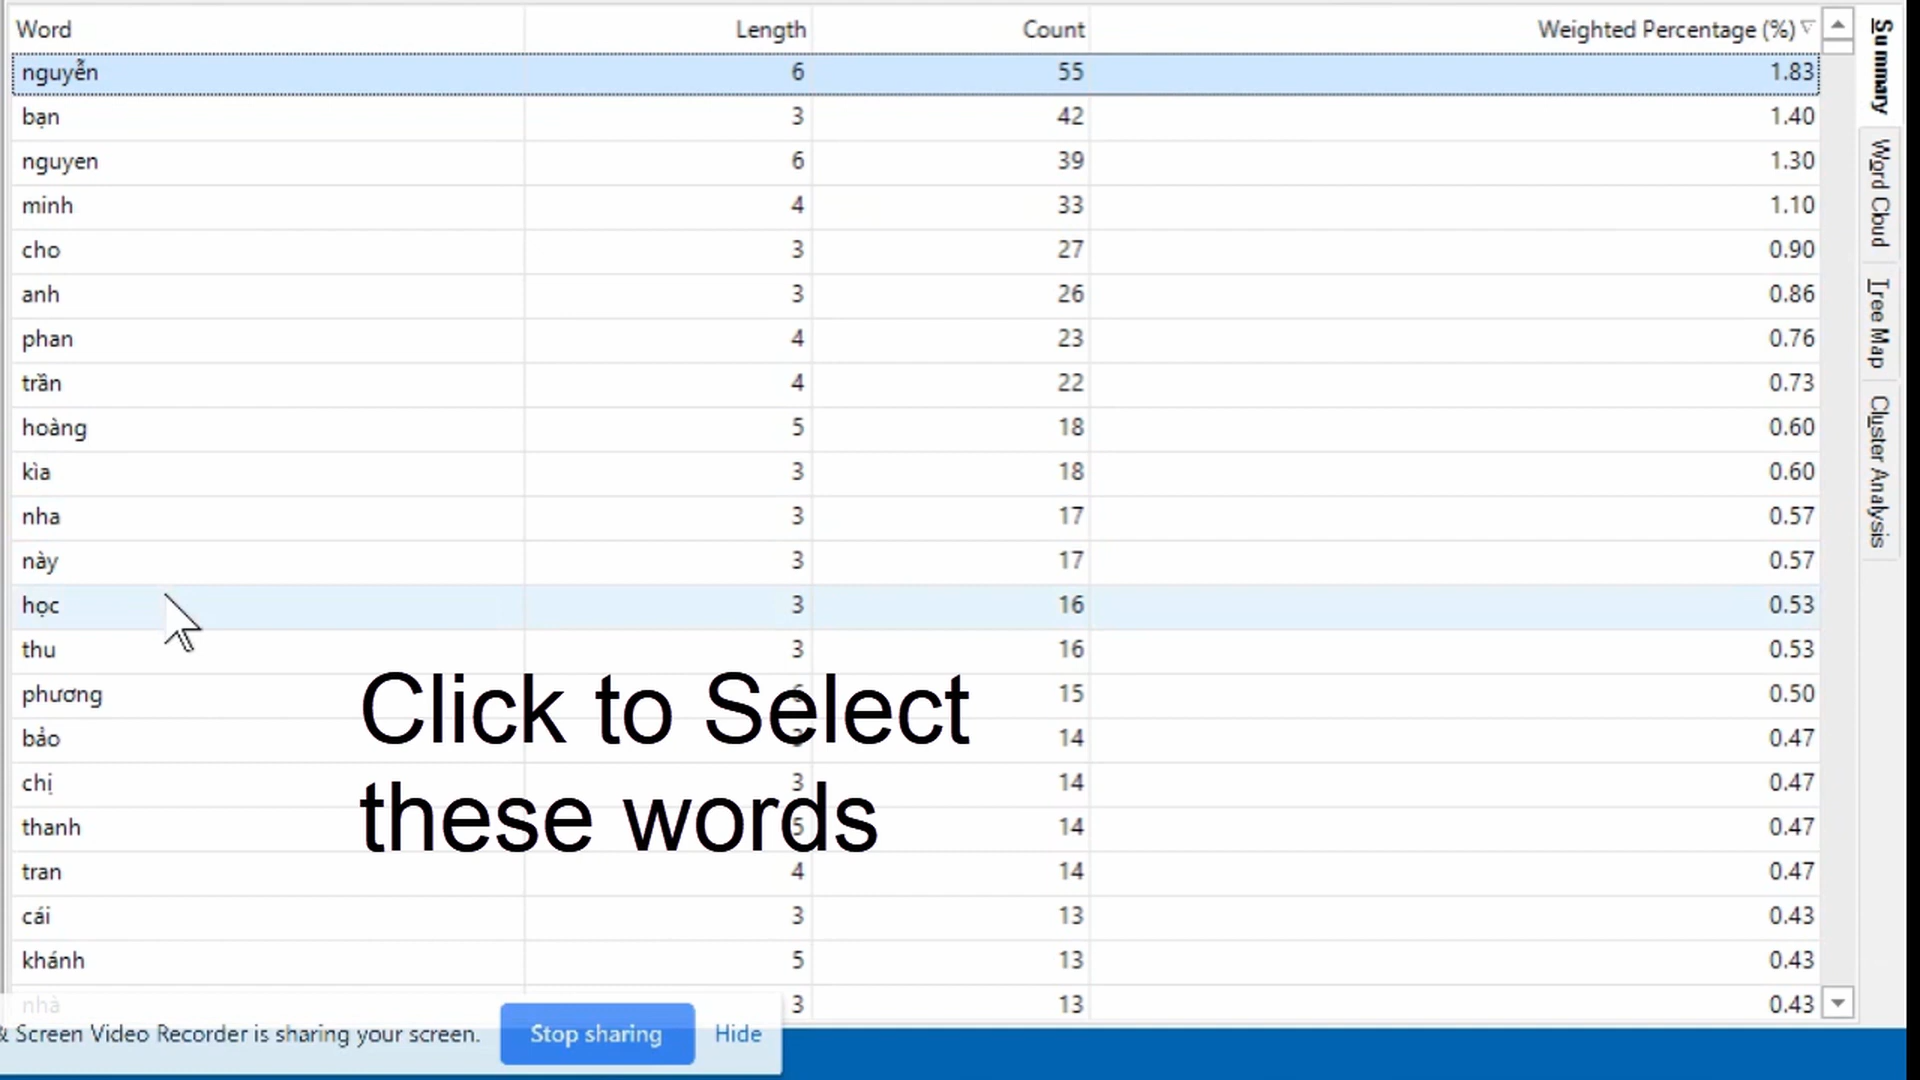 Word Length Count Weighted Percentage (%)
nguyễn 6 55 1.83
bạn 3 42 1.40
nguyen 6 39 1.30
minh 4 33 1.10
cho 3 27 0.90
anh 3 26 0.86
phan 4 23 0.76
trần 4 22 0.73
hoàng 5 18 0.60
kìa 3 18 0.60
nha 3 17 0.57
này 3 17 0.57
học 3 16 0.53
thu 3 16 0.53
phương 15 0.50
bảo 14 0.47
chị 3 14 0.47
thanh 5 14 0.47
tran 4 14 0.47
cái 3 13 0.43
khánh 5 13 0.43
nhà 3 13 0.43
Click to Select
these words
& Screen Video Recorder is sharing your screen. Stop sharing Hide
Summary
Word Cloud
Tree Map
Cluster Analysis